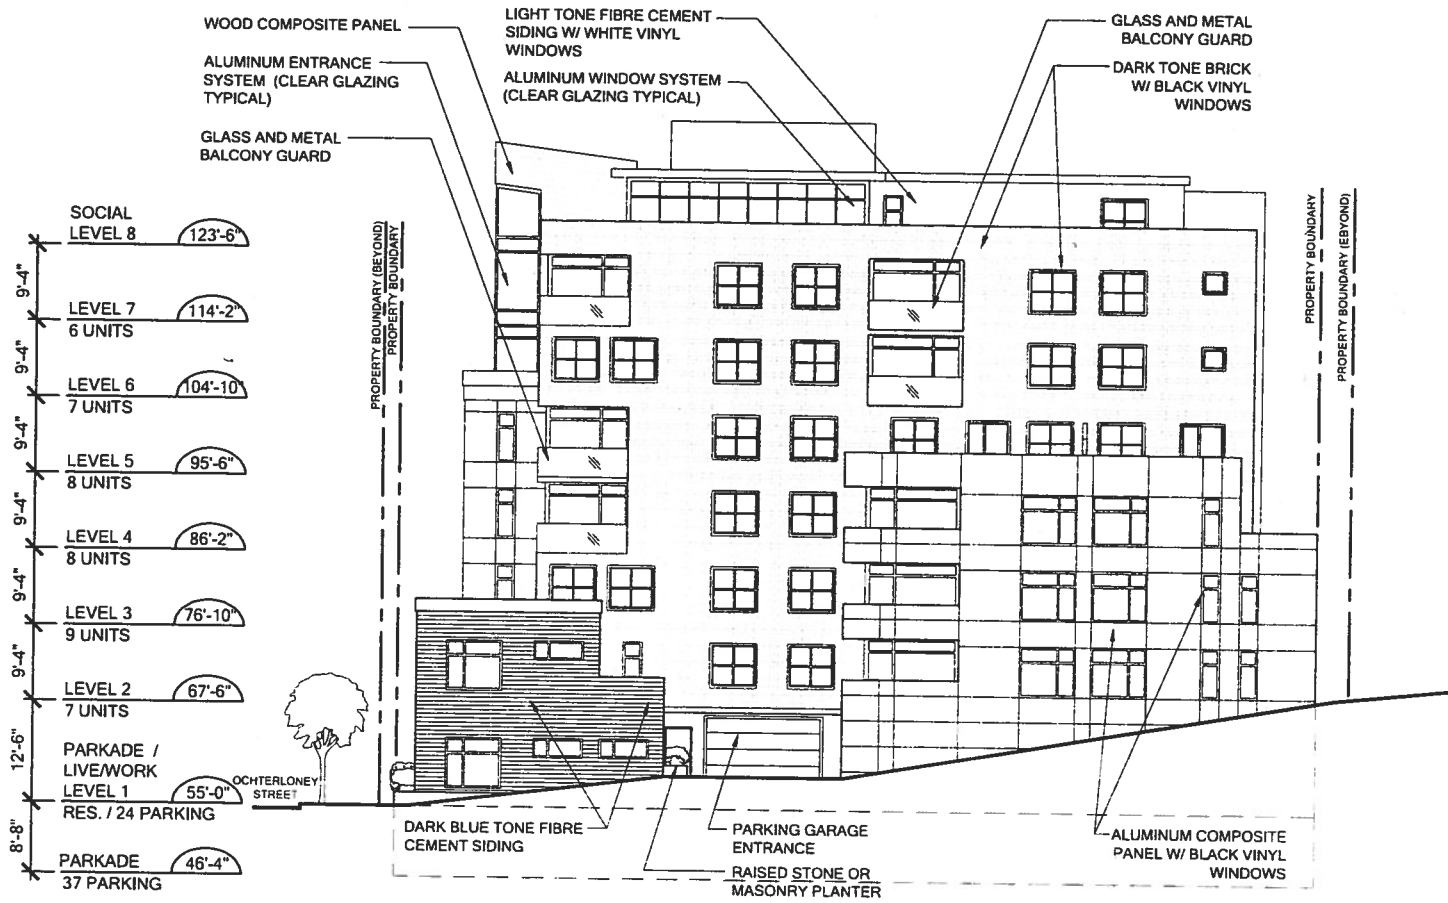 WOOD COMPOSITE PANEL
ALUMINUM ENTRANCE
SYSTEM (CLEAR GLAZING
TYPICAL)
GLASS AND METAL
BALCONY GUARD
LIGHT TONE FIBRE CEMENT
SIDING W/ WHITE VINYL
WINDOWS
ALUMINUM WINDOW SYSTEM
(CLEAR GLAZING TYPICAL)
GLASS AND METAL
BALCONY GUARD
DARK TONE BRICK
W/ BLACK VINYL
WINDOWS
SOCIAL
LEVEL 8 123'-6"
9'-4"
LEVEL 7 114'-2"
6 UNITS
9'-4"
LEVEL 6 104'-10"
7 UNITS
9'-4"
LEVEL 5 95'-6"
8 UNITS
9'-4"
LEVEL 4 86'-2"
8 UNITS
9'-4"
LEVEL 3 76'-10"
9 UNITS
9'-4"
LEVEL 2 67'-6"
7 UNITS
12'-6"
PARKADE /
LIVE/WORK
LEVEL 1 55'-0"
RES. / 24 PARKING
8'-8"
PARKADE 46'-4"
37 PARKING
PROPERTY BOUNDARY (BEYOND)
PROPERTY BOUNDARY
PROPERTY BOUNDARY
PROPERTY BOUNDARY (EBYOND)
OCHTERLONEY
STREET
DARK BLUE TONE FIBRE
CEMENT SIDING
PARKING GARAGE
ENTRANCE
RAISED STONE OR
MASONRY PLANTER
ALUMINUM COMPOSITE
PANEL W/ BLACK VINYL
WINDOWS